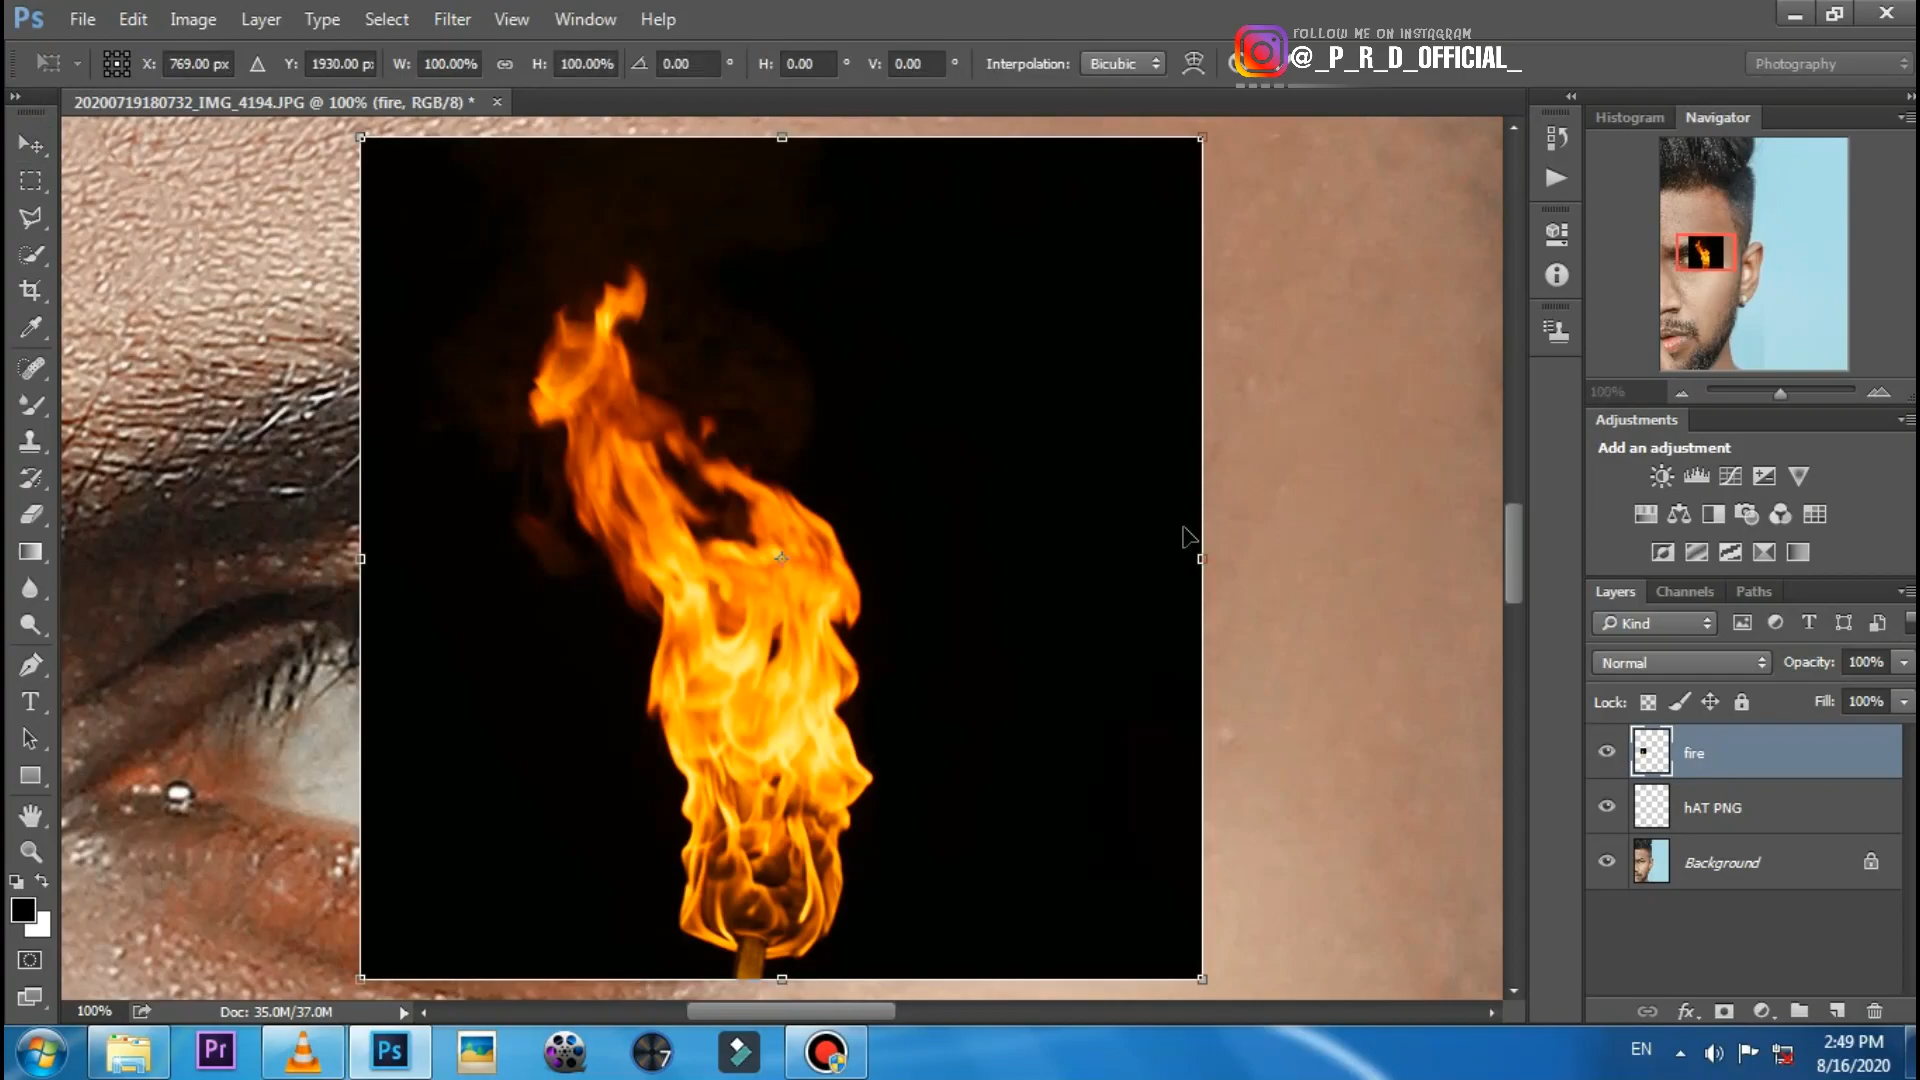 Ps File Edit Image Layer Type Select Filter View Window Help
FOLLOW ME ON INSTAGRAM
@_P_R_D_OFFICIAL_
X: 769.00 px Y: 1930.00 p: W: 100.00% H: 100.00% 0.00 ° H: 0.00 ° V: 0.00 ° Interpolation: Bicubic Photography
20200719180732_IMG_4194.JPG @ 100% (fire, RGB/8) * ×
Histogram Navigator
100%
Adjustments
Add an adjustment
Layers Channels Paths
Kind
Normal Opacity: 100%
Lock: Fill: 100%
fire
hAT PNG
Background
100% Doc: 35.0M/37.0M
Pr Ps 7 EN 2:49 PM
8/16/2020